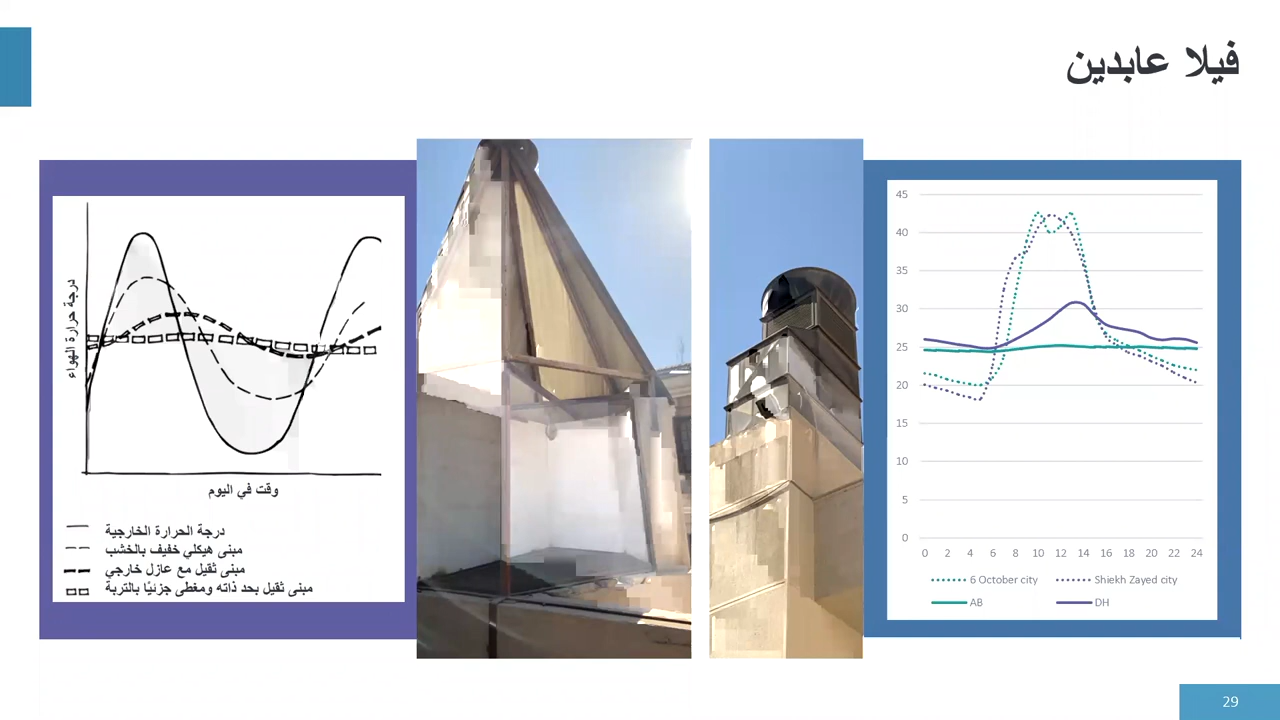 فيلا عابدين
درجة حرارة الهواء
وقت في اليوم
درجة الحرارة الخارجية
مبنى هيكلي خفيف بالخشب
مبنى ثقيل مع عازل خارجي
مبنى ثقيل بحد ذاته ومغطى جزئيًا بالتربة
45
40
35
30
25
20
15
10
5
0
0 2 4 6 8 10 12 14 16 18 20 22 24
6 October city
Shiekh Zayed city
AB
DH
29